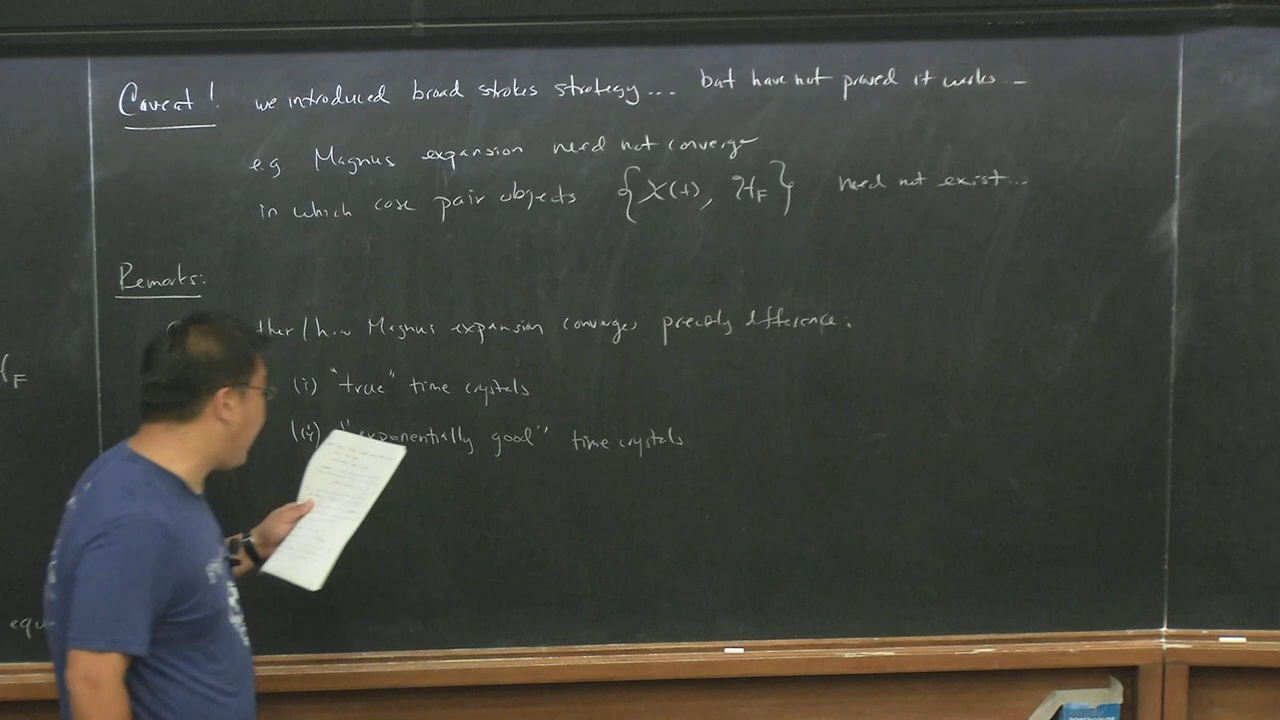 Caveat! we introduced broad strokes strategy... but have not proved it works...
e.g Magnus expansion need not converge
in which case pair objects {X(t), H_F} need not exist...
Remarks:
Magnus expansion converges precisely difference:
(i) "true" time crystals
(ii) "exponentially good" time crystals
F
equ